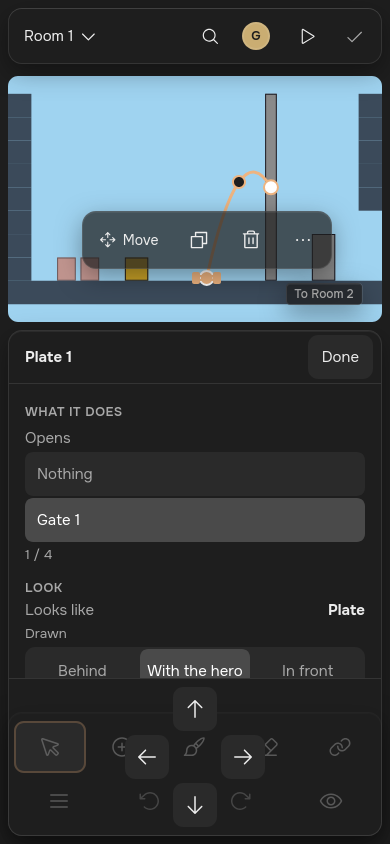 Room 1
G
Move
To Room 2
Plate 1
Done
WHAT IT DOES
Opens
Nothing
Gate 1
1 / 4
LOOK
Looks like Plate
Drawn
Behind With the hero In front